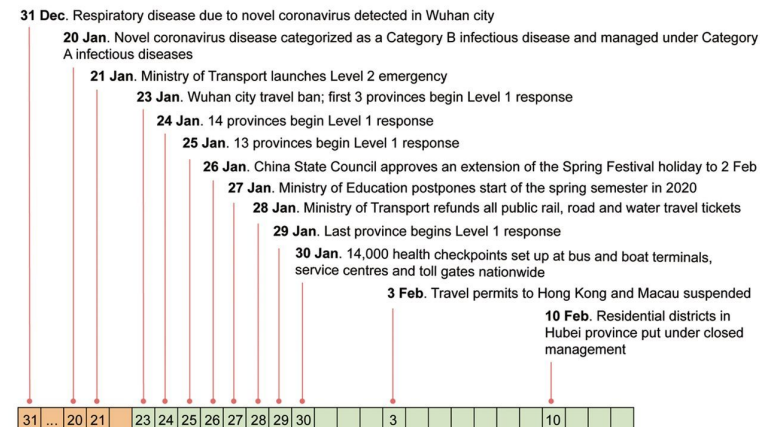 31 Dec. Respiratory disease due to novel coronavirus detected in Wuhan city
20 Jan. Novel coronavirus disease categorized as a Category B infectious disease and managed under Category
A infectious diseases
21 Jan. Ministry of Transport launches Level 2 emergency
23 Jan. Wuhan city travel ban; first 3 provinces begin Level 1 response
24 Jan. 14 provinces begin Level 1 response
25 Jan. 13 provinces begin Level 1 response
26 Jan. China State Council approves an extension of the Spring Festival holiday to 2 Feb
27 Jan. Ministry of Education postpones start of the spring semester in 2020
28 Jan. Ministry of Transport refunds all public rail, road and water travel tickets
29 Jan. Last province begins Level 1 response
30 Jan. 14,000 health checkpoints set up at bus and boat terminals,
service centres and toll gates nationwide
3 Feb. Travel permits to Hong Kong and Macau suspended
10 Feb. Residential districts in
Hubei province put under closed
management
31 ... 20 21 23 24 25 26 27 28 29 30 3 10